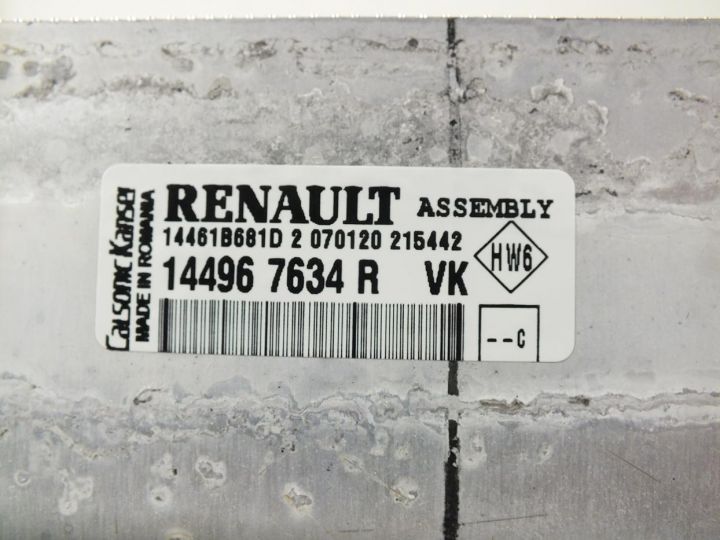 Calsonic Kansei
MADE IN ROMANIA
RENAULT ASSEMBLY
14461B681D 2 070120 215442
HW6
14496 7634 R VK
--C